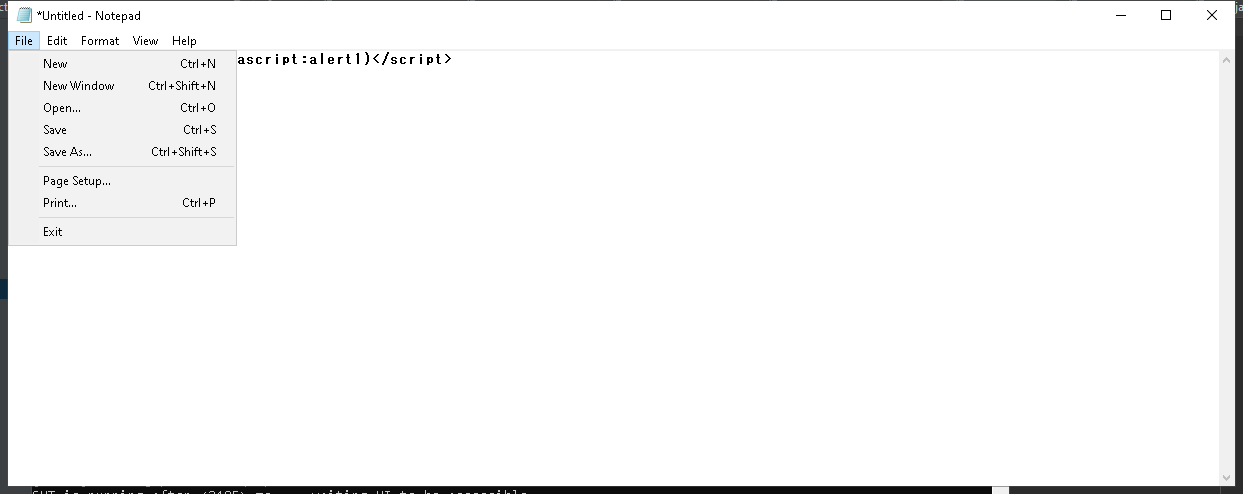 *Untitled - Notepad
File Edit Format View Help
ascript:alert1)</script>
New Ctrl+N
New Window Ctrl+Shift+N
Open... Ctrl+O
Save Ctrl+S
Save As... Ctrl+Shift+S
Page Setup...
Print... Ctrl+P
Exit